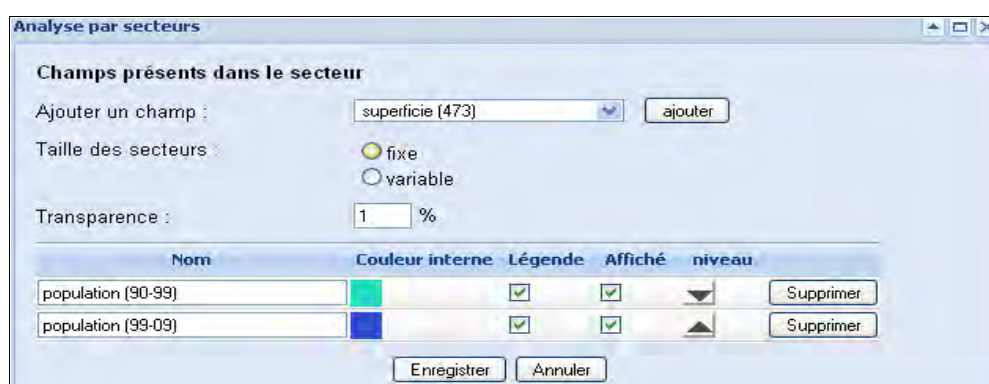 Analyse par secteurs
Champs présents dans le secteur
Ajouter un champ : superficie (473) ajouter
Taille des secteurs : fixe
variable
Transparence : 1 %
Nom Couleur interne Légende Affiché niveau
population (90-99) Supprimer
population (99-09) Supprimer
Enregistrer Annuler